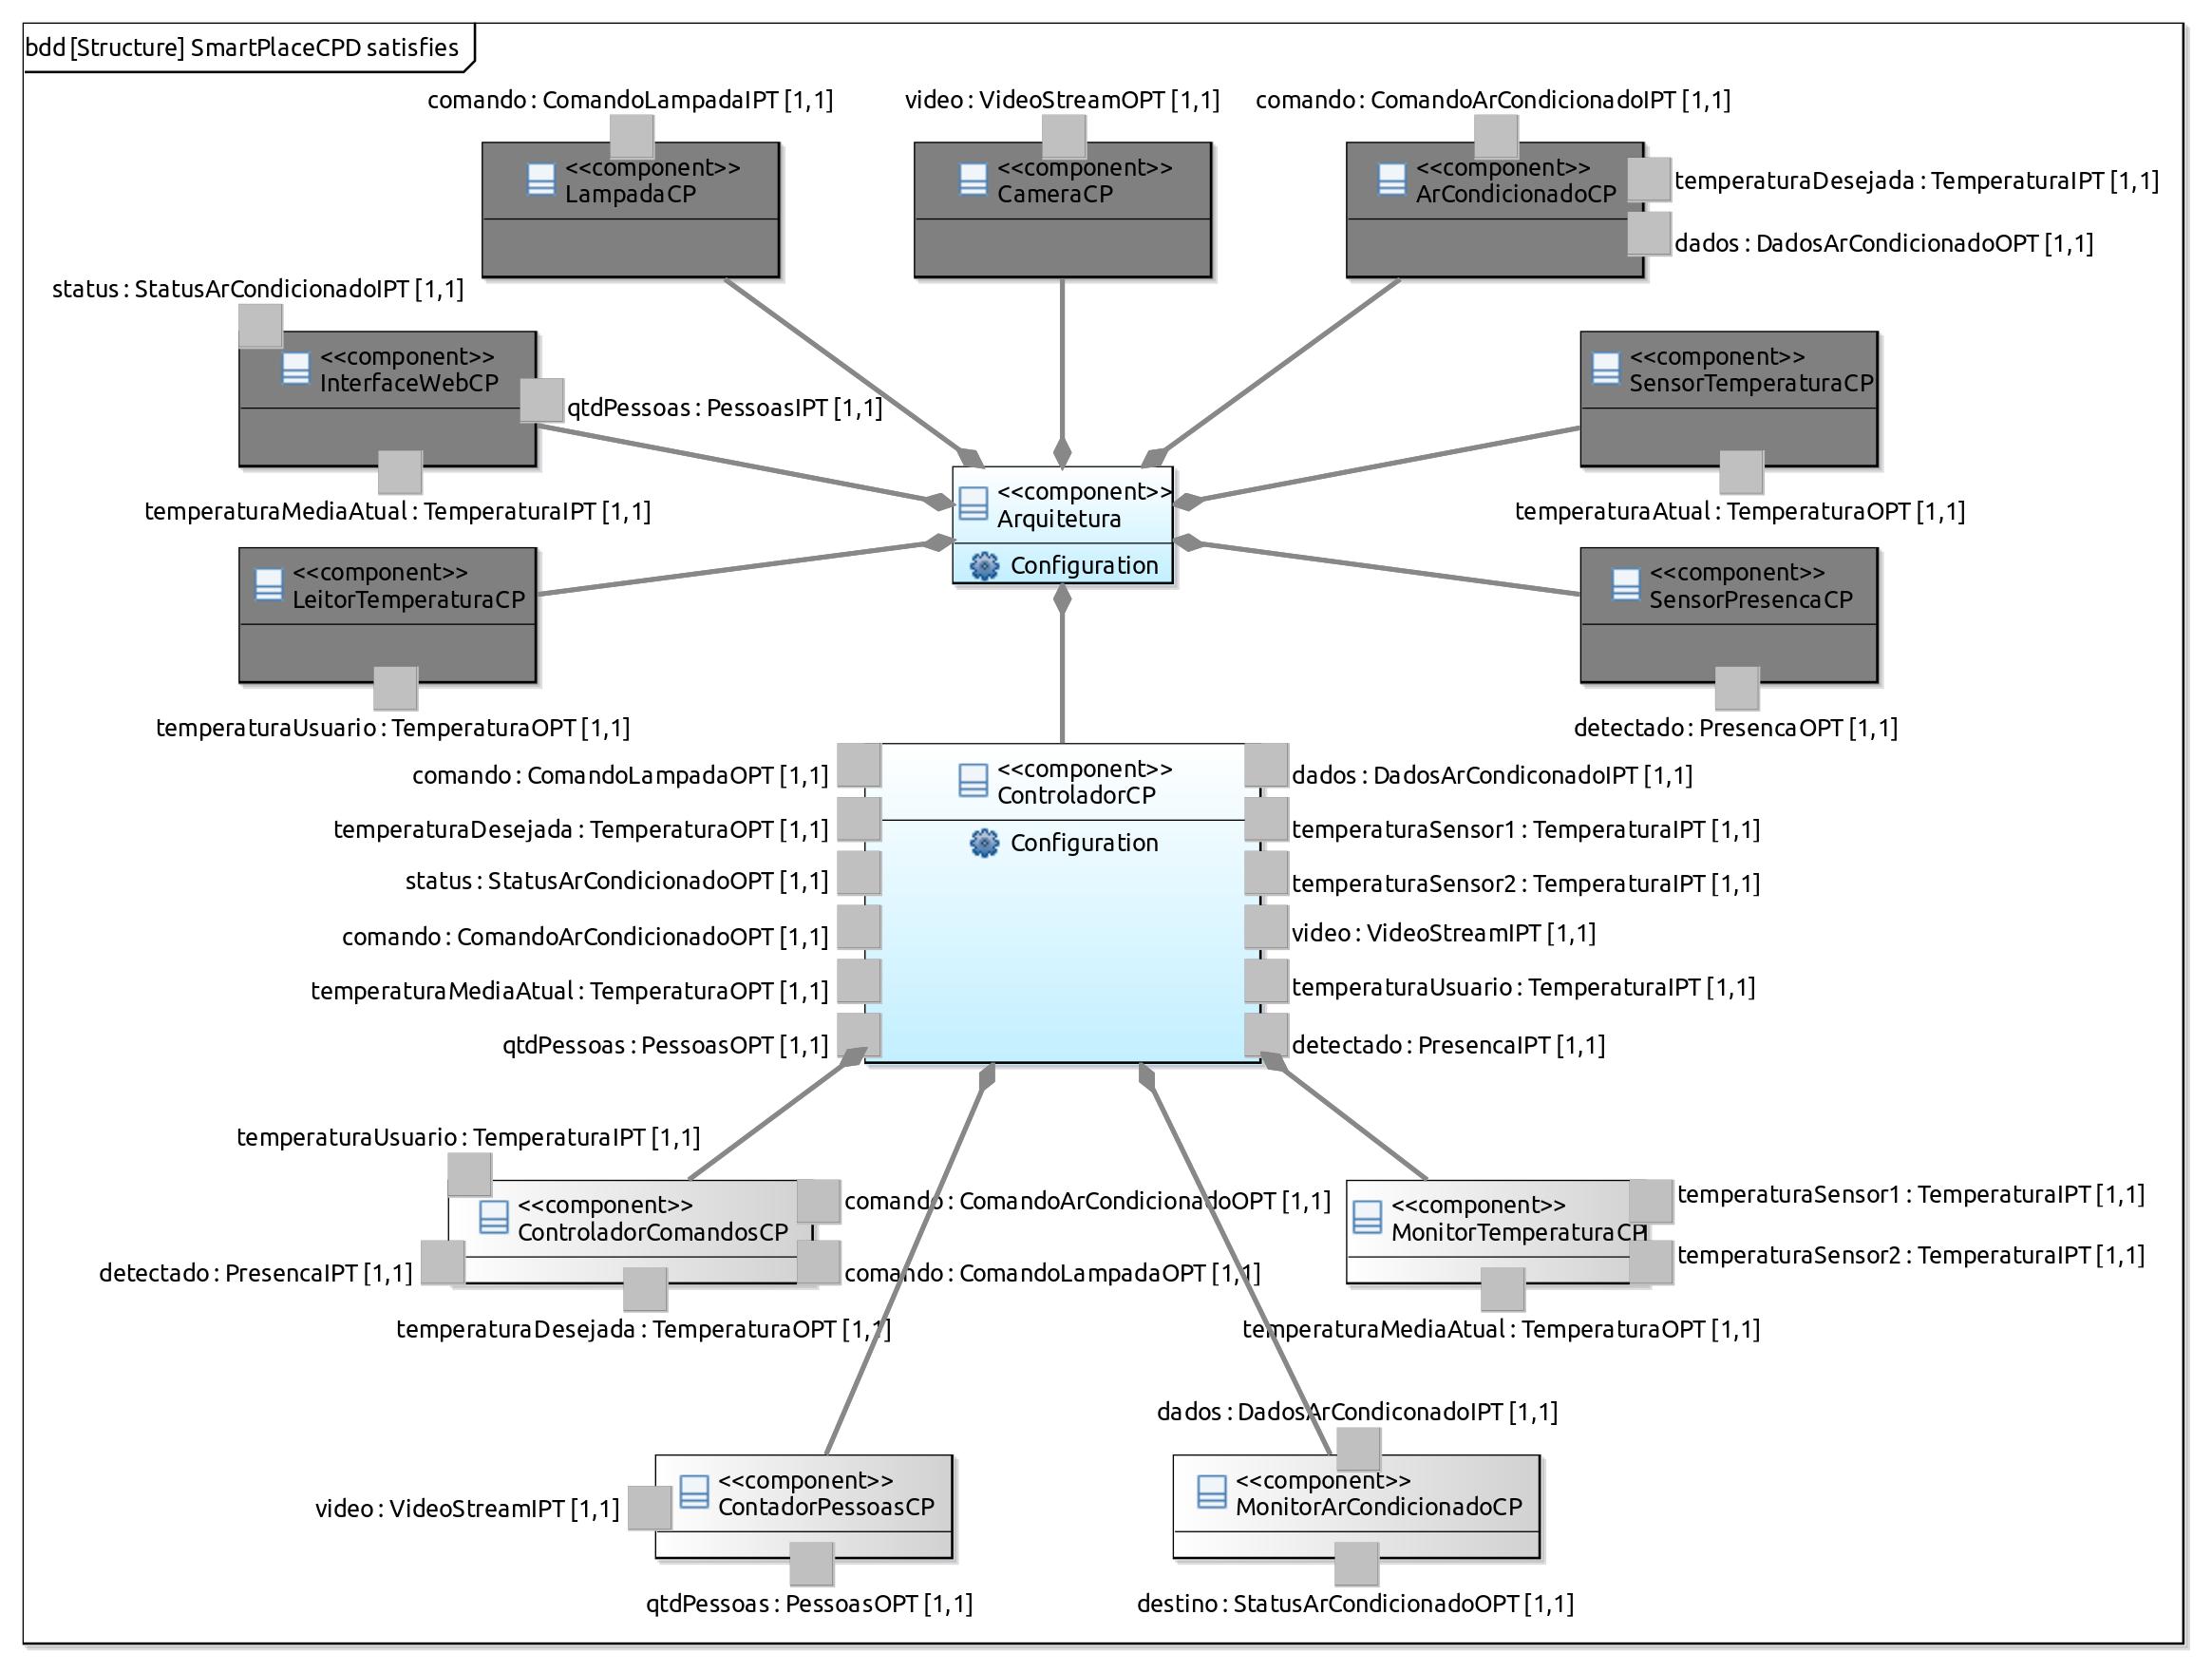 bdd [Structure] SmartPlaceCPD satisfies
comando : ComandoLampadaIPT [1,1]
video : VideoStreamOPT [1,1]
comando : ComandoArCondicionadoIPT [1,1]
<<component>>
LampadaCP
<<component>>
CameraCP
<<component>>
ArCondicionadoCP
temperaturaDesejada : TemperaturaIPT [1,1]
dados : DadosArCondicionadoOPT [1,1]
status : StatusArCondicionadoIPT [1,1]
<<component>>
InterfaceWebCP
qtdPessoas : PessoasIPT [1,1]
temperaturaMediaAtual : TemperaturaIPT [1,1]
<<component>>
SensorTemperaturaCP
temperaturaAtual : TemperaturaOPT [1,1]
<<component>>
Arquitetura
Configuration
<<component>>
LeitorTemperaturaCP
temperaturaUsuario : TemperaturaOPT [1,1]
<<component>>
SensorPresencaCP
detectado : PresencaOPT [1,1]
<<component>>
ControladorCP
Configuration
comando : ComandoLampadaOPT [1,1]
temperaturaDesejada : TemperaturaOPT [1,1]
status : StatusArCondicionadoOPT [1,1]
comando : ComandoArCondicionadoOPT [1,1]
temperaturaMediaAtual : TemperaturaOPT [1,1]
qtdPessoas : PessoasOPT [1,1]
dados : DadosArCondiconadoIPT [1,1]
temperaturaSensor1 : TemperaturaIPT [1,1]
temperaturaSensor2 : TemperaturaIPT [1,1]
video : VideoStreamIPT [1,1]
temperaturaUsuario : TemperaturaIPT [1,1]
detectado : PresencaIPT [1,1]
temperaturaUsuario : TemperaturaIPT [1,1]
<<component>>
ControladorComandosCP
comando : ComandoArCondicionadoOPT [1,1]
detectado : PresencaIPT [1,1]
comando : ComandoLampadaOPT [1,1]
temperaturaDesejada : TemperaturaOPT [1,1]
<<component>>
MonitorTemperaturaCP
temperaturaSensor1 : TemperaturaIPT [1,1]
temperaturaSensor2 : TemperaturaIPT [1,1]
temperaturaMediaAtual : TemperaturaOPT [1,1]
<<component>>
ContadorPessoasCP
video : VideoStreamIPT [1,1]
qtdPessoas : PessoasOPT [1,1]
dados : DadosArCondiconadoIPT [1,1]
<<component>>
MonitorArCondicionadoCP
destino : StatusArCondicionadoOPT [1,1]